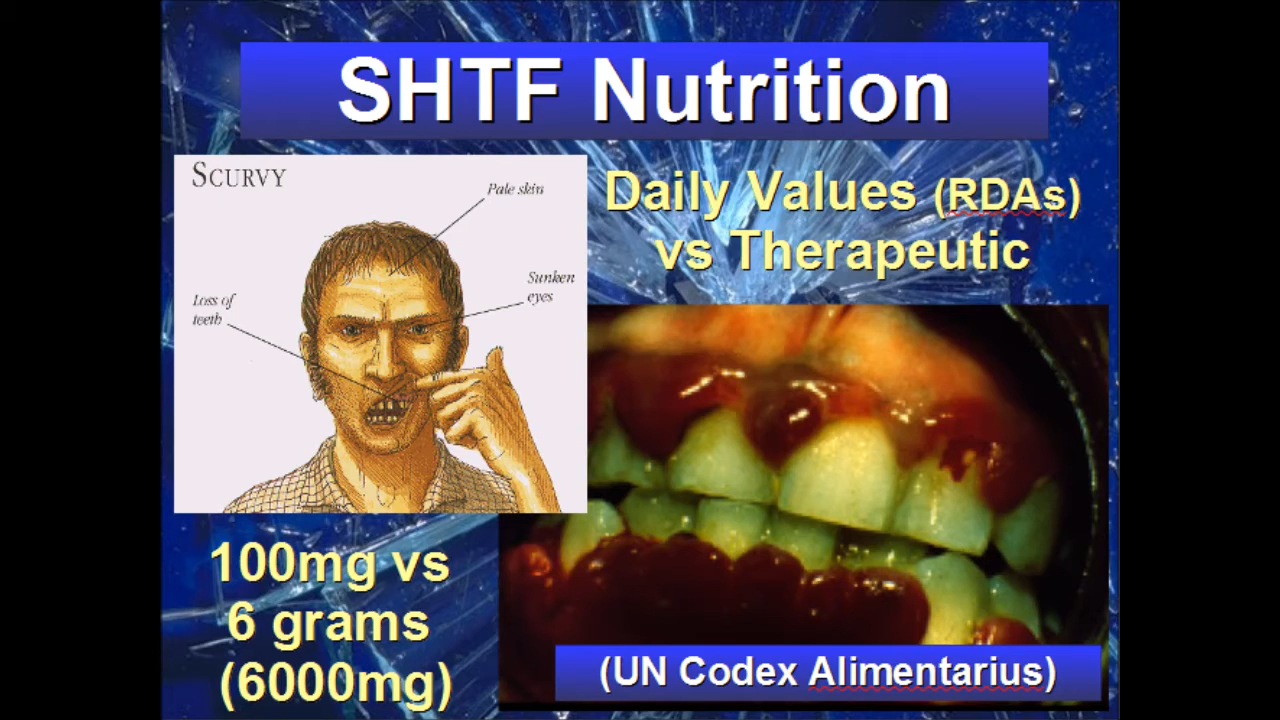 SHTF Nutrition
SCURVY
Pale skin
Sunken
eyes
Loss of
teeth
Daily Values (RDAs)
vs Therapeutic
100mg vs
6 grams
(6000mg)
(UN Codex Alimentarius)